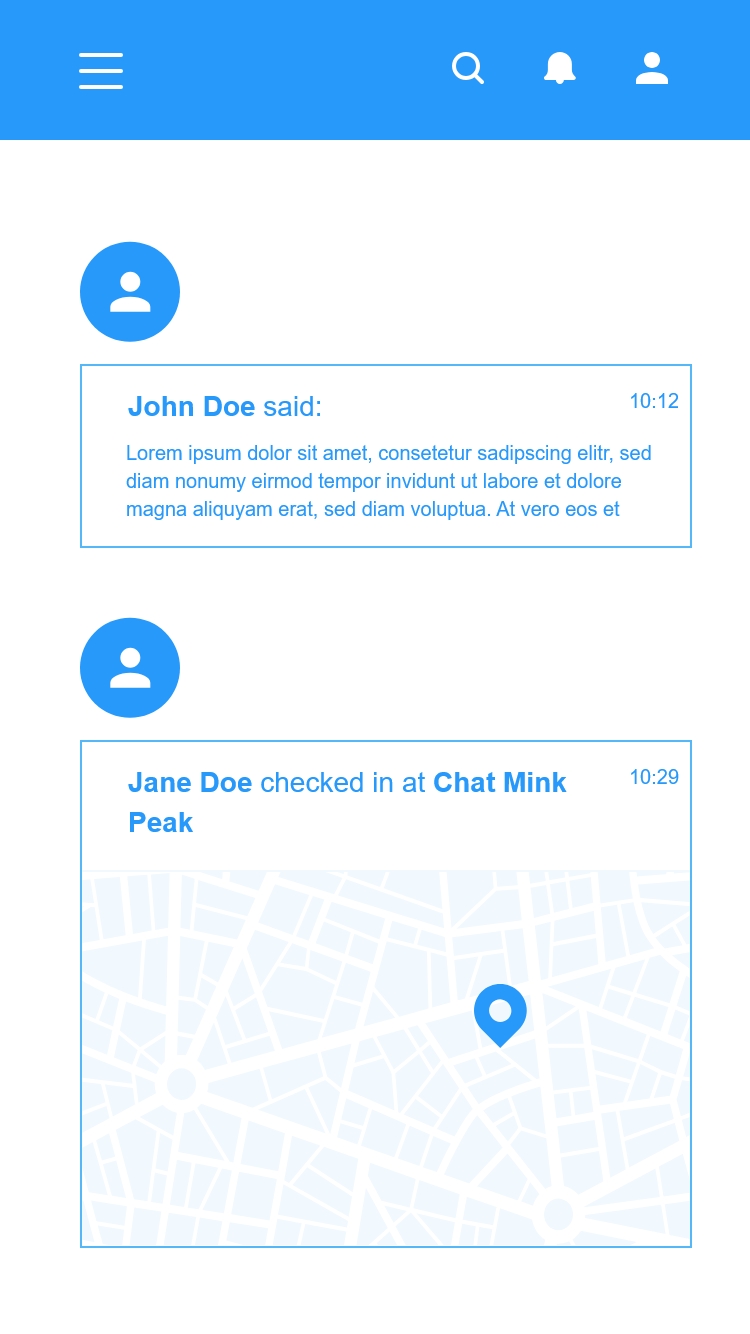 John Doe said:
10:12
Lorem ipsum dolor sit amet, consetetur sadipscing elitr, sed
diam nonumy eirmod tempor invidunt ut labore et dolore
magna aliquyam erat, sed diam voluptua. At vero eos et
Jane Doe checked in at Chat Mink
10:29
Peak